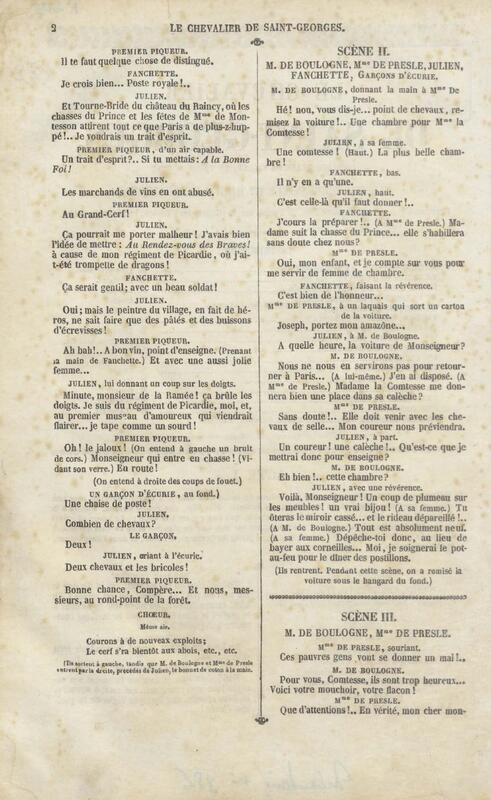 2 LE CHEVALIER DE SAINT-GEORGES.
PREMIER PIQUEUR.
Il te faut quelque chose de distingué.
FANCHETTE.
Je crois bien... Poste royale!..
JULIEN.
Et Tourne-Bride du château du Raincy, où les
chasses du Prince et les fêtes de Mme de Mon-
tesson attirent tout ce que Paris a de plus-z-hup-
pé!.. Je voudrais un trait d'esprit.
PREMIER PIQUEUR, d'un air capable.
Un trait d'esprit?.. Si tu mettais: A la Bonne
Foi!
JULIEN.
Les marchands de vins en ont abusé.
PREMIER PIQUEUR.
Au Grand-Cerf!
JULIEN.
Ça pourrait me porter malheur! J'avais bien
l'idée de mettre: Au Rendez-vous des Braves!
à cause de mon régiment de Picardie, où j'ai-
t-été trompette de dragons!
FANCHETTE.
Ça serait gentil; avec un beau soldat!
JULIEN.
Oui; mais le peintre du village, en fait de hé-
ros, ne sait faire que des pâtés et des buissons
d'écrevisses!
PREMIER PIQUEUR.
Ah bah!.. A bon vin, point d'enseigne. (Prenant
la main de Fanchette.) Et avec une aussi jolie
femme...
JULIEN, lui donnant un coup sur les doigts.
Minute, monsieur de la Ramée! ça brûle les
doigts. Je suis du régiment de Picardie, moi, et,
au premier mus+au d'amoureux qui viendrait
flairer... je tape comme un sourd!
PREMIER PIQUEUR.
Oh! le jaloux! (On entend à gauche un bruit
de cors.) Monseigneur qui entre en chasse! (Vi-
dant son verre.) En route!
(On entend à droite des coups de fouet.)
UN GARÇON D'ÉCURIE, au fond.)
Une chaise de poste!
JULIEN.
Combien de chevaux?
LE GARÇON.
Deux!
JULIEN, criant à l'écurie.
Deux chevaux et les bricoles!
PREMIER PIQUEUR.
Bonne chance, Compère... Et nous, mes-
sieurs, au rond-point de la forêt.
CHŒUR.
Même air.
Courons à de nouveaux exploits;
Le cerf s'ra bientôt aux abois, etc., etc.
(Ils sortent à gauche, tandis que M. de Boulogne et Mme de Presle
entrent par la droite, précédés de Julien, le bonnet de coton à la main.
SCÈNE II.
M. DE BOULOGNE, Mme DE PRESLE, JULIEN,
FANCHETTE, GARÇONS D'ÉCURIE.
M. DE BOULOGNE, donnant la main à Mme De
Presle.
Hé! non, vous dis-je... point de chevaux, re-
misez la voiture!.. Une chambre pour Mme la
Comtesse!
JULIEN, à sa femme.
Une comtesse! (Haut.) La plus belle cham-
bre!
FANCHETTE, bas.
Il n'y en a qu'une.
JULIEN, haut.
C'est celle-là qu'il faut donner!..
FANCHETTE.
J'cours la préparer!.. (A Mme de Presle.) Ma-
dame suit la chasse du Prince... elle s'habillera
sans doute chez nous?
Mme DE PRESLE.
Oui, mon enfant, et je compte sur vous pour
me servir de femme de chambre.
FANCHETTE, faisant la révérence.
C'est bien de l'honneur...
Mme DE PRESLE, à un laquais qui sort un carton
de la voiture.
Joseph, portez mon amazône...
JULIEN, à M. de Boulogne.
A quelle heure, la voiture de Monseigneur?
M. DE BOULOGNE.
Nous ne nous en servirons pas pour retour-
ner à Paris... (A lui-même.) J'en ai disposé. (A
Mme de Presle.) Madame la Comtesse me don-
nera bien une place dans sa calèche?
Mme DE PRESLE.
Sans doute!.. Elle doit venir avec les che-
vaux de selle... Mon coureur nous préviendra.
JULIEN, à part.
Un coureur! une calèche!.. Qu'est-ce que je
mettrai donc pour enseigne?
M. DE BOULOGNE.
Eh bien!.. cette chambre?
JULIEN, avec une révérence.
Voilà, Monseigneur! Un coup de plumeau sur
les meubles! un vrai bijou! (A sa femme.) Tu
ôteras le miroir cassé... et le rideau dépareillé!..
(A M. de Boulogne.) Tout est absolument neuf.
(A sa femme.) Dépêche-toi donc, au lieu de
bayer aux corneilles... Moi, je soignerai le pot-
au-feu pour le dîner des postillons.
(Ils rentrent. Pendant cette scène, on a remisé la
voiture sous le hangard du fond.)
SCÈNE III.
M. DE BOULOGNE, Mme DE PRESLE.
Mme DE PRESLE, souriant.
Ces pauvres gens vont se donner un mal!..
M. DE BOULOGNE.
Pour vous, Comtesse, ils sont trop heureux...
Voici votre mouchoir, votre flacon!
Mme DE PRESLE.
Que d'attentions!.. En vérité, mon cher mon-